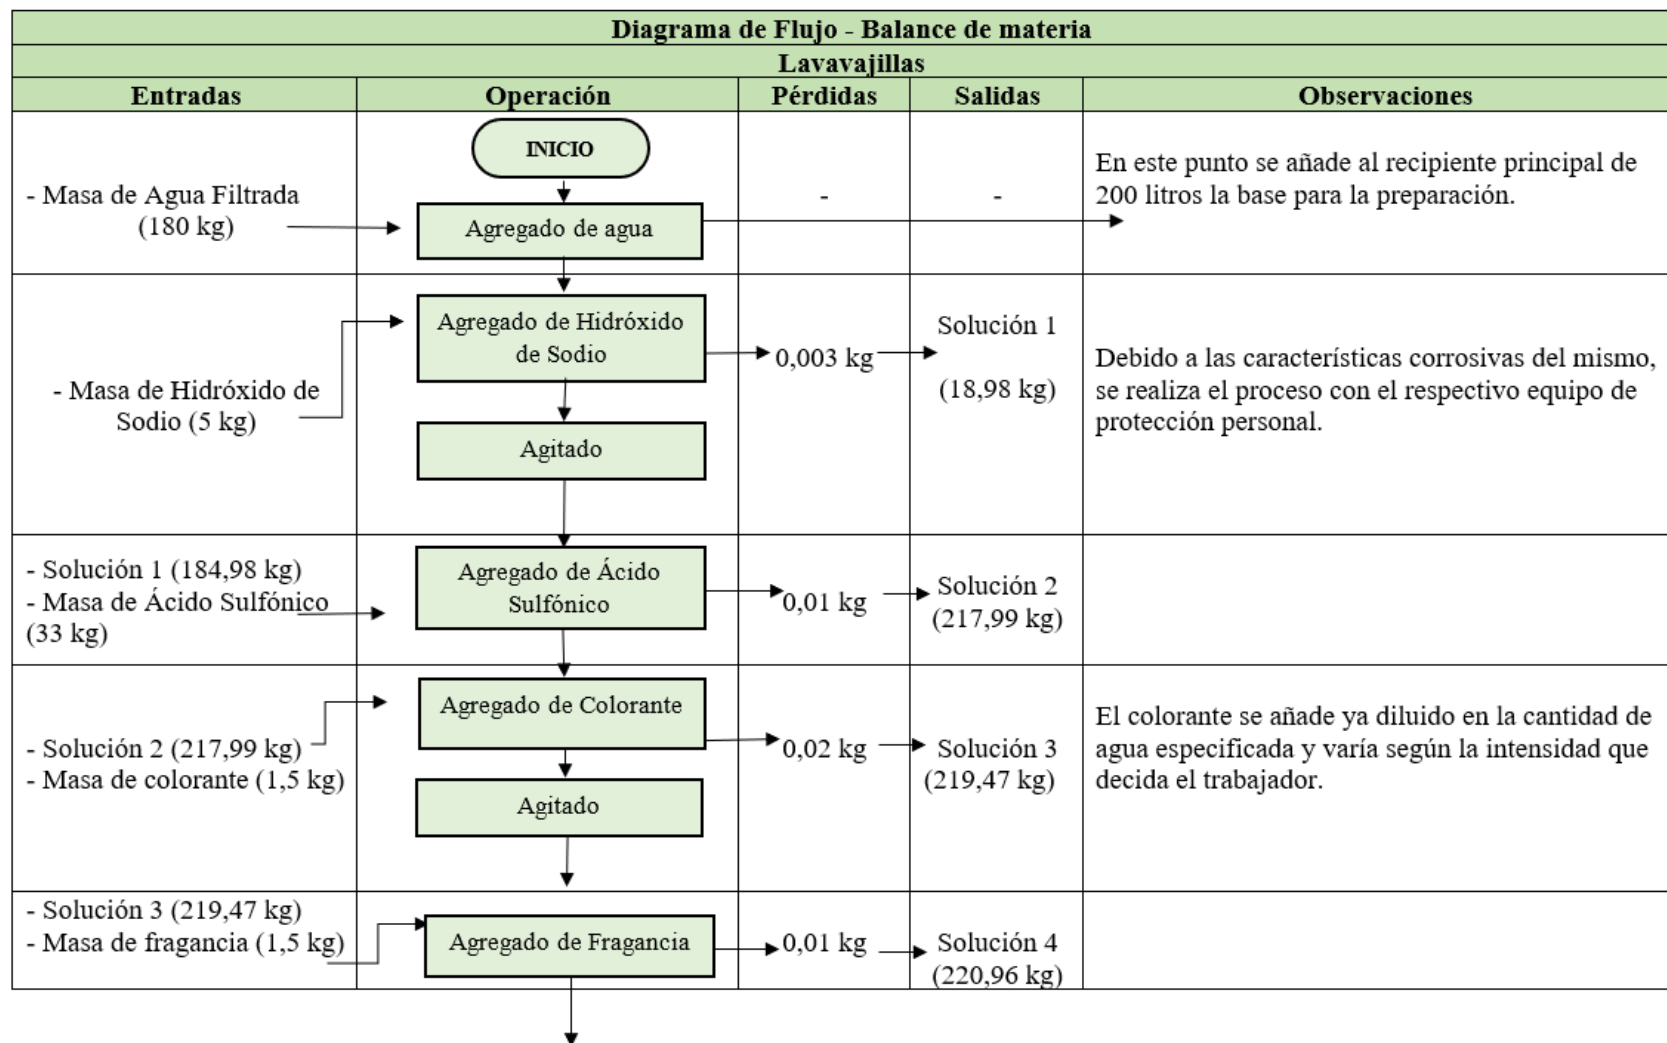 Diagrama de Flujo - Balance de materia
Lavavajillas
Entradas
Operación
Pérdidas
Salidas
Observaciones
- Masa de Agua Filtrada
(180 kg)
INICIO
Agregado de agua
-
-
En este punto se añade al recipiente principal de
200 litros la base para la preparación.
- Masa de Hidróxido de
Sodio (5 kg)
Agregado de Hidróxido
de Sodio
Agitado
0,003 kg
Solución 1
(18,98 kg)
Debido a las características corrosivas del mismo,
se realiza el proceso con el respectivo equipo de
protección personal.
- Solución 1 (184,98 kg)
- Masa de Ácido Sulfónico
(33 kg)
Agregado de Ácido
Sulfónico
0,01 kg
Solución 2
(217,99 kg)
- Solución 2 (217,99 kg)
- Masa de colorante (1,5 kg)
Agregado de Colorante
Agitado
0,02 kg
Solución 3
(219,47 kg)
El colorante se añade ya diluido en la cantidad de
agua especificada y varía según la intensidad que
decida el trabajador.
- Solución 3 (219,47 kg)
- Masa de fragancia (1,5 kg)
Agregado de Fragancia
0,01 kg
Solución 4
(220,96 kg)